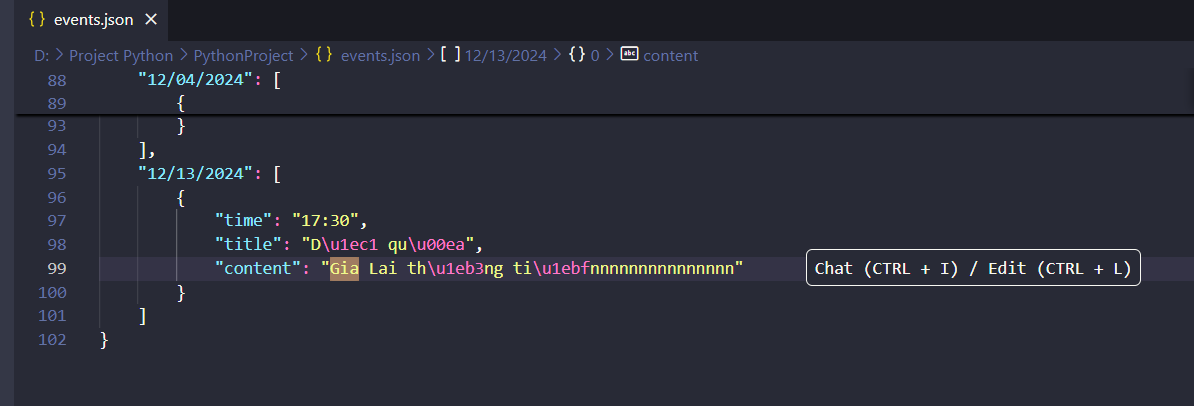 { } events.json ×
D: > Project Python > PythonProject > { } events.json > [ ] 12/13/2024 > { } 0 > abc content
88 "12/04/2024": [
89 {
93 }
94 ],
95 "12/13/2024": [
96 {
97 "time": "17:30",
98 "title": "D\u1ec1 qu\u00ea",
99 "content": "Gia Lai th\u1eb3ng ti\u1ebfnnnnnnnnnnnnnnn" Chat (CTRL + I) / Edit (CTRL + L)
100 }
101 ]
102 }